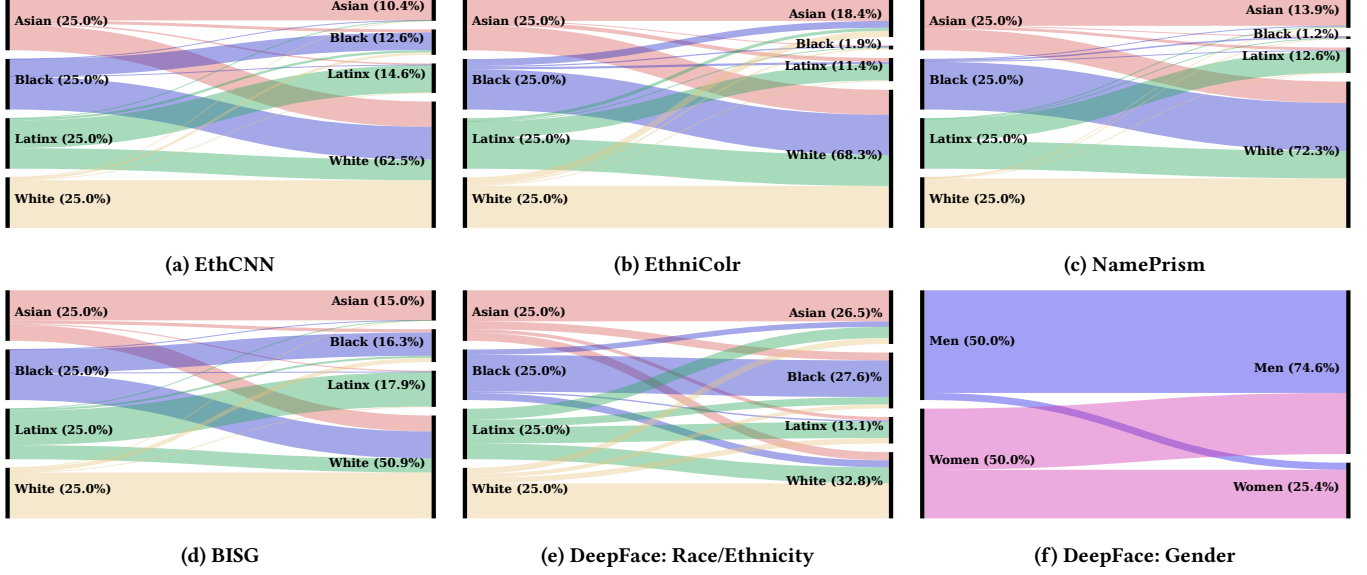 Asian (25.0%)
Asian (10.4%)
Black (12.6%)
Latinx (14.6%)
Black (25.0%)
Latinx (25.0%)
White (62.5%)
White (25.0%)
(a) EthCNN
Asian (25.0%)
Asian (18.4%)
Black (1.9%)
Latinx (11.4%)
Black (25.0%)
Latinx (25.0%)
White (68.3%)
White (25.0%)
(b) EthniColr
Asian (25.0%)
Asian (13.9%)
Black (1.2%)
Latinx (12.6%)
Black (25.0%)
Latinx (25.0%)
White (72.3%)
White (25.0%)
(c) NamePrism
Asian (25.0%)
Asian (15.0%)
Black (16.3%)
Black (25.0%)
Latinx (17.9%)
Latinx (25.0%)
White (50.9%)
White (25.0%)
(d) BISG
Asian (25.0%)
Asian (26.5)%
Black (25.0%)
Black (27.6)%
Latinx (25.0%)
Latinx (13.1)%
White (32.8)%
White (25.0%)
(e) DeepFace: Race/Ethnicity
Men (50.0%)
Men (74.6%)
Women (50.0%)
Women (25.4%)
(f) DeepFace: Gender